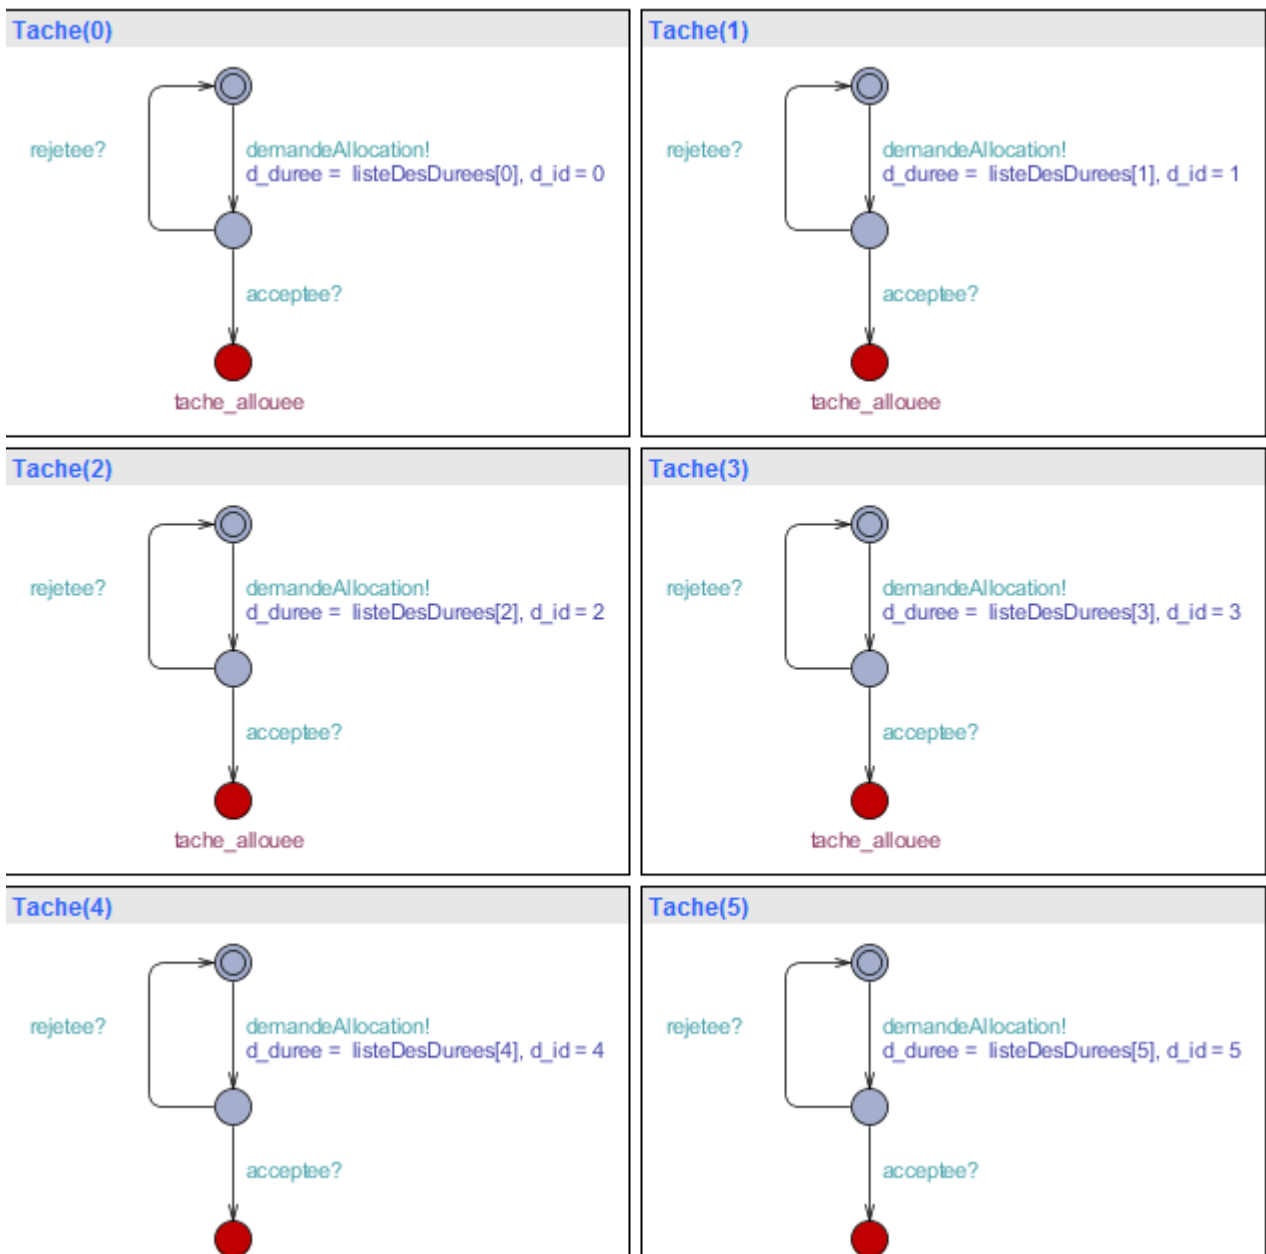 Tache(0)
rejetee?
demandeAllocation!
d_duree = listeDesDurees[0], d_id = 0
acceptee?
tache_allouee
Tache(1)
rejetee?
demandeAllocation!
d_duree = listeDesDurees[1], d_id = 1
acceptee?
tache_allouee
Tache(2)
rejetee?
demandeAllocation!
d_duree = listeDesDurees[2], d_id = 2
acceptee?
tache_allouee
Tache(3)
rejetee?
demandeAllocation!
d_duree = listeDesDurees[3], d_id = 3
acceptee?
tache_allouee
Tache(4)
rejetee?
demandeAllocation!
d_duree = listeDesDurees[4], d_id = 4
acceptee?
Tache(5)
rejetee?
demandeAllocation!
d_duree = listeDesDurees[5], d_id = 5
acceptee?